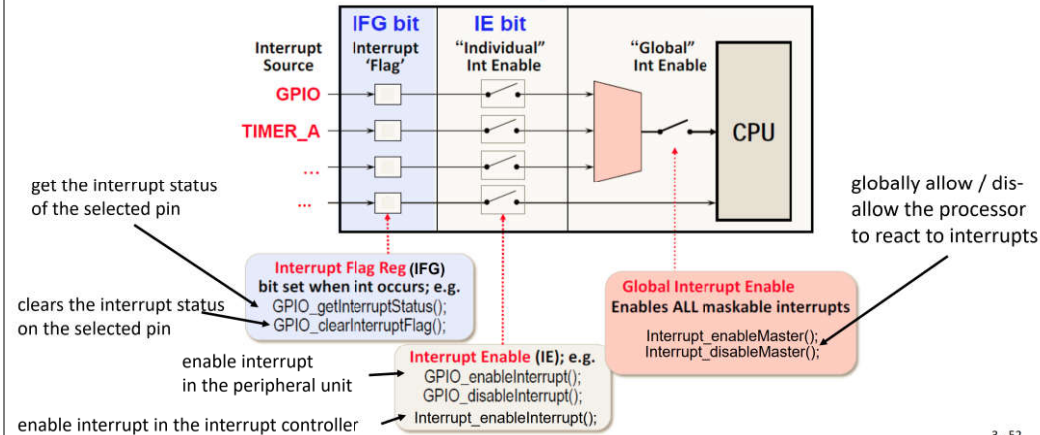 IFG bit
IE bit
Interrupt
Source
Interrupt
'Flag'
"Individual"
Int Enable
"Global"
Int Enable
GPIO
TIMER_A
...
...
CPU
get the interrupt status
of the selected pin
clears the interrupt status
on the selected pin
Interrupt Flag Reg (IFG)
bit set when int occurs; e.g.
GPIO_getInterruptStatus();
GPIO_clearInterruptFlag();
enable interrupt
in the peripheral unit
enable interrupt in the interrupt controller
Interrupt Enable (IE); e.g.
GPIO_enableInterrupt();
GPIO_disableInterrupt();
Interrupt_enableInterrupt();
globally allow / dis-
allow the processor
to react to interrupts
Global Interrupt Enable
Enables ALL maskable interrupts
Interrupt_enableMaster();
Interrupt_disableMaster();
3 - 52